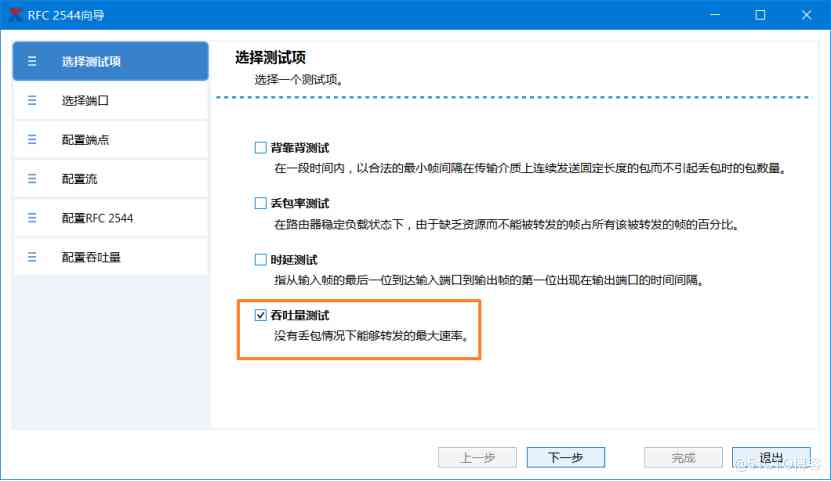 RFC 2544向导
选择测试项
选择端口
配置端点
配置流
配置RFC 2544
配置吞吐量
选择测试项
选择一个测试项。
背靠背测试
在一段时间内，以合法的最小帧间隔在传输介质上连续发送固定长度的包而不引起丢包时的包数量。
丢包率测试
在路由器稳定负载状态下，由于缺乏资源而不能被转发的帧占所有该被转发的帧的百分比。
时延测试
指从输入帧的最后一位到达输入端口到输出帧的第一位出现在输出端口的时间间隔。
吞吐量测试
没有丢包情况下能够转发的最大速率。
上一步
下一步
完成
退出
@51CTO博客